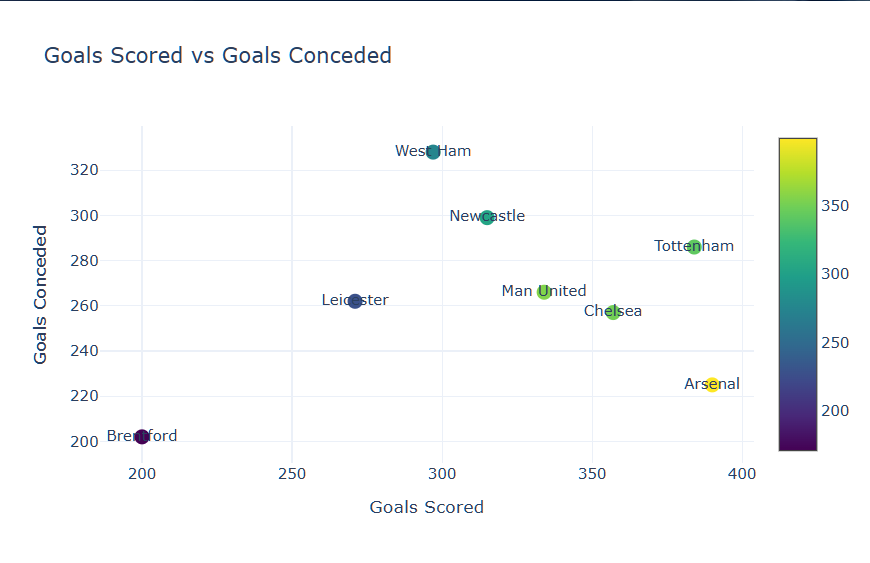 Goals Scored vs Goals Conceded
West Ham
320
350
Newcastle
300
Tottenham
280
300
Man United
Leicester
260
Chelsea
Goals Conceded
240
250
Arsenal
220
200
Brentford
200
200
250
300
350
400
Goals Scored